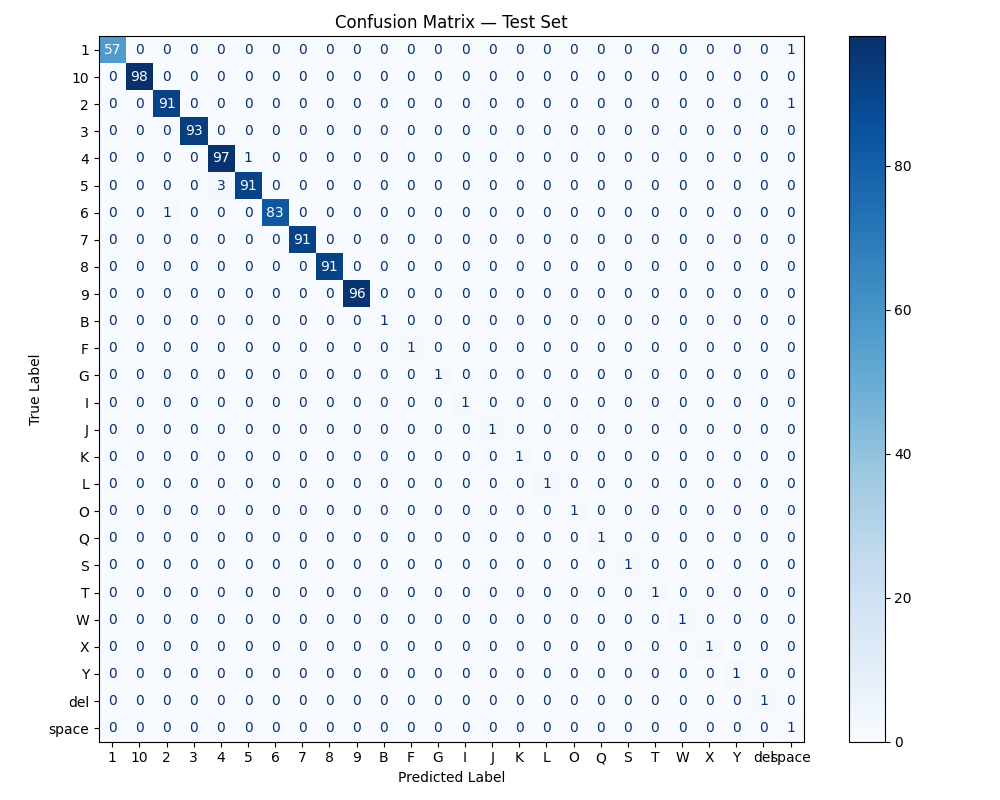 Confusion Matrix — Test Set
True Label
1 57 0 0 0 0 0 0 0 0 0 0 0 0 0 0 0 0 0 0 0 0 0 0 0 0 1
10 0 98 0 0 0 0 0 0 0 0 0 0 0 0 0 0 0 0 0 0 0 0 0 0 0 0
2 0 0 91 0 0 0 0 0 0 0 0 0 0 0 0 0 0 0 0 0 0 0 0 0 0 1
3 0 0 0 93 0 0 0 0 0 0 0 0 0 0 0 0 0 0 0 0 0 0 0 0 0 0
4 0 0 0 0 97 1 0 0 0 0 0 0 0 0 0 0 0 0 0 0 0 0 0 0 0 0
5 0 0 0 0 3 91 0 0 0 0 0 0 0 0 0 0 0 0 0 0 0 0 0 0 0 0
6 0 0 1 0 0 0 83 0 0 0 0 0 0 0 0 0 0 0 0 0 0 0 0 0 0 0
7 0 0 0 0 0 0 0 91 0 0 0 0 0 0 0 0 0 0 0 0 0 0 0 0 0 0
8 0 0 0 0 0 0 0 0 91 0 0 0 0 0 0 0 0 0 0 0 0 0 0 0 0 0
9 0 0 0 0 0 0 0 0 0 96 0 0 0 0 0 0 0 0 0 0 0 0 0 0 0 0
B 0 0 0 0 0 0 0 0 0 0 1 0 0 0 0 0 0 0 0 0 0 0 0 0 0 0
F 0 0 0 0 0 0 0 0 0 0 0 1 0 0 0 0 0 0 0 0 0 0 0 0 0 0
G 0 0 0 0 0 0 0 0 0 0 0 0 1 0 0 0 0 0 0 0 0 0 0 0 0 0
I 0 0 0 0 0 0 0 0 0 0 0 0 0 1 0 0 0 0 0 0 0 0 0 0 0 0
J 0 0 0 0 0 0 0 0 0 0 0 0 0 0 1 0 0 0 0 0 0 0 0 0 0 0
K 0 0 0 0 0 0 0 0 0 0 0 0 0 0 0 1 0 0 0 0 0 0 0 0 0 0
L 0 0 0 0 0 0 0 0 0 0 0 0 0 0 0 0 1 0 0 0 0 0 0 0 0 0
O 0 0 0 0 0 0 0 0 0 0 0 0 0 0 0 0 0 1 0 0 0 0 0 0 0 0
Q 0 0 0 0 0 0 0 0 0 0 0 0 0 0 0 0 0 0 1 0 0 0 0 0 0 0
S 0 0 0 0 0 0 0 0 0 0 0 0 0 0 0 0 0 0 0 1 0 0 0 0 0 0
T 0 0 0 0 0 0 0 0 0 0 0 0 0 0 0 0 0 0 0 0 1 0 0 0 0 0
W 0 0 0 0 0 0 0 0 0 0 0 0 0 0 0 0 0 0 0 0 0 1 0 0 0 0
X 0 0 0 0 0 0 0 0 0 0 0 0 0 0 0 0 0 0 0 0 0 0 1 0 0 0
Y 0 0 0 0 0 0 0 0 0 0 0 0 0 0 0 0 0 0 0 0 0 0 0 1 0 0
del 0 0 0 0 0 0 0 0 0 0 0 0 0 0 0 0 0 0 0 0 0 0 0 0 1 0
space 0 0 0 0 0 0 0 0 0 0 0 0 0 0 0 0 0 0 0 0 0 0 0 0 0 1
1 10 2 3 4 5 6 7 8 9 B F G I J K L O Q S T W X Y del space
Predicted Label
80
60
40
20
0